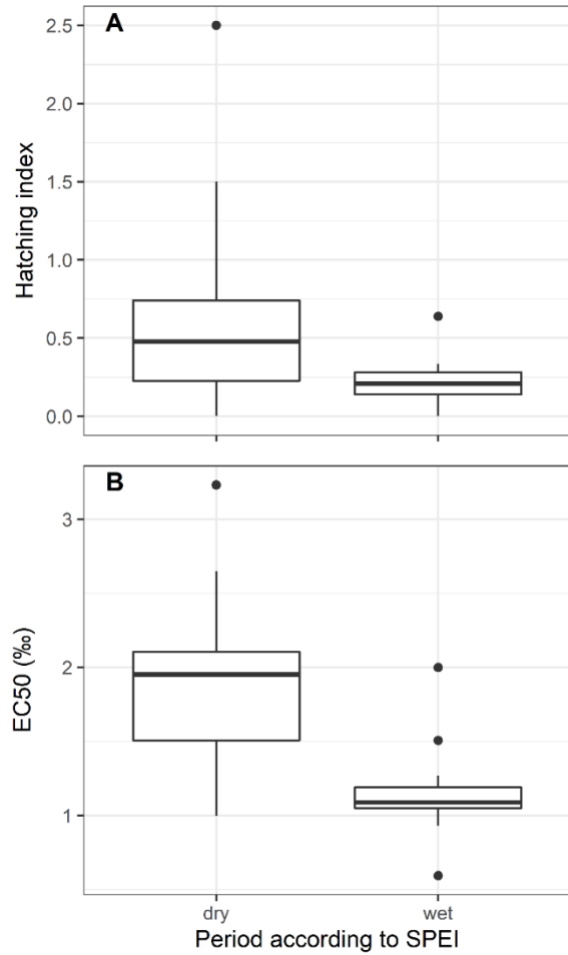 A
2.5
2.0
1.5
1.0
0.5
0.0
Hatching index
B
3
2
1
EC50 (‰)
dry wet
Period according to SPEI